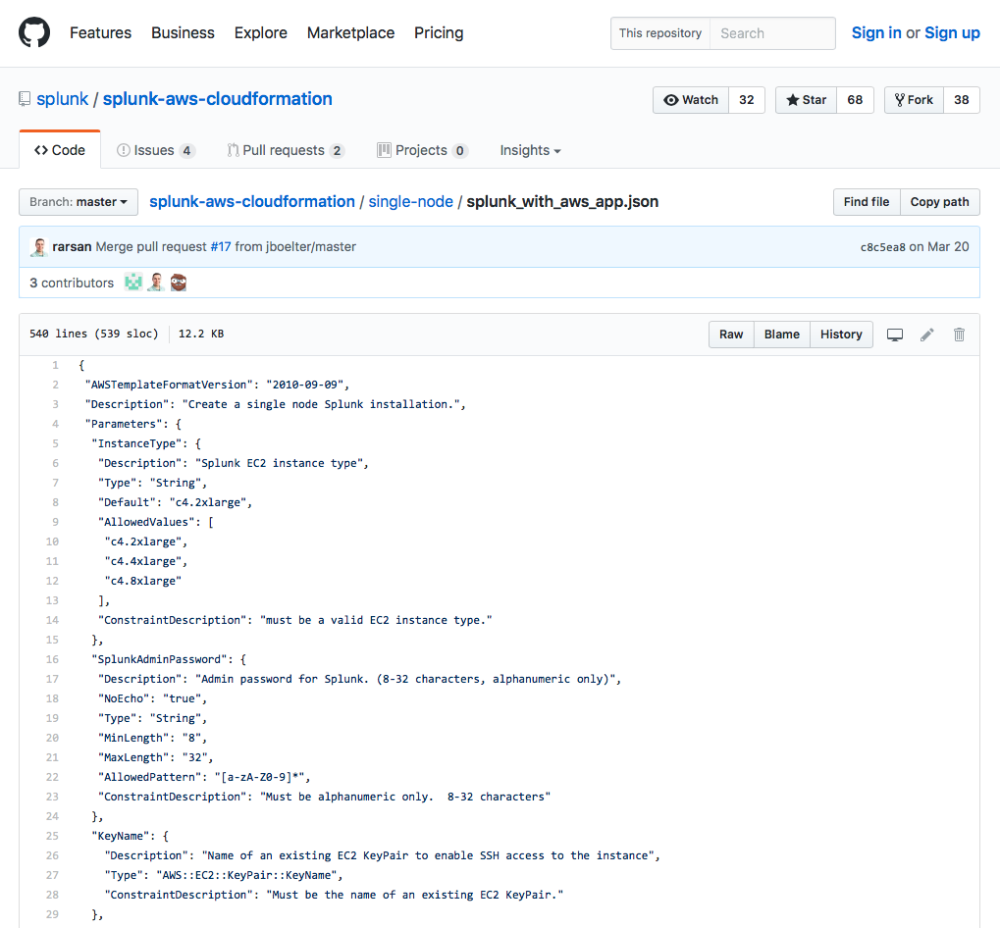 Features Business Explore Marketplace Pricing This repository Search Sign in or Sign up
splunk / splunk-aws-cloudformation Watch 32 Star 68 Fork 38
Code Issues 4 Pull requests 2 Projects 0 Insights
Branch: master splunk-aws-cloudformation / single-node / splunk_with_aws_app.json Find file Copy path
rarsan Merge pull request #17 from jboelter/master c8c5ea8 on Mar 20
3 contributors
540 lines (539 sloc) 12.2 KB Raw Blame History
1 {
2 "AWSTemplateFormatVersion": "2010-09-09",
3 "Description": "Create a single node Splunk installation.",
4 "Parameters": {
5 "InstanceType": {
6 "Description": "Splunk EC2 instance type",
7 "Type": "String",
8 "Default": "c4.2xlarge",
9 "AllowedValues": [
10 "c4.2xlarge",
11 "c4.4xlarge",
12 "c4.8xlarge"
13 ],
14 "ConstraintDescription": "must be a valid EC2 instance type."
15 },
16 "SplunkAdminPassword": {
17 "Description": "Admin password for Splunk. (8-32 characters, alphanumeric only)",
18 "NoEcho": "true",
19 "Type": "String",
20 "MinLength": "8",
21 "MaxLength": "32",
22 "AllowedPattern": "[a-zA-Z0-9]*",
23 "ConstraintDescription": "Must be alphanumeric only.  8-32 characters"
24 },
25 "KeyName": {
26 "Description": "Name of an existing EC2 KeyPair to enable SSH access to the instance",
27 "Type": "AWS::EC2::KeyPair::KeyName",
28 "ConstraintDescription": "Must be the name of an existing EC2 KeyPair."
29 },